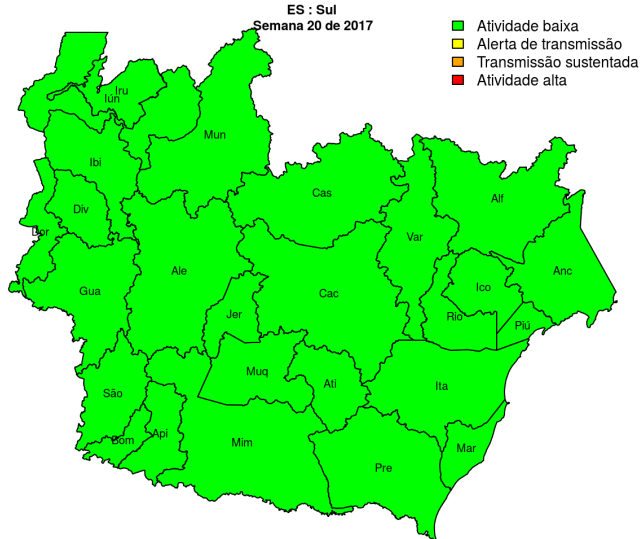 ES : Sul
Semana 20 de 2017
Atividade baixa
Alerta de transmissão
Transmissão sustentada
Atividade alta
Iru
Iún
Mun
Ibi
Cas
Div
Alf
Dor
Var
Ale
Anc
Gua
Cac
Ico
Jer
Rio
Piú
Muq
Ati
Ita
São
Bom
Api
Mim
Mar
Pre